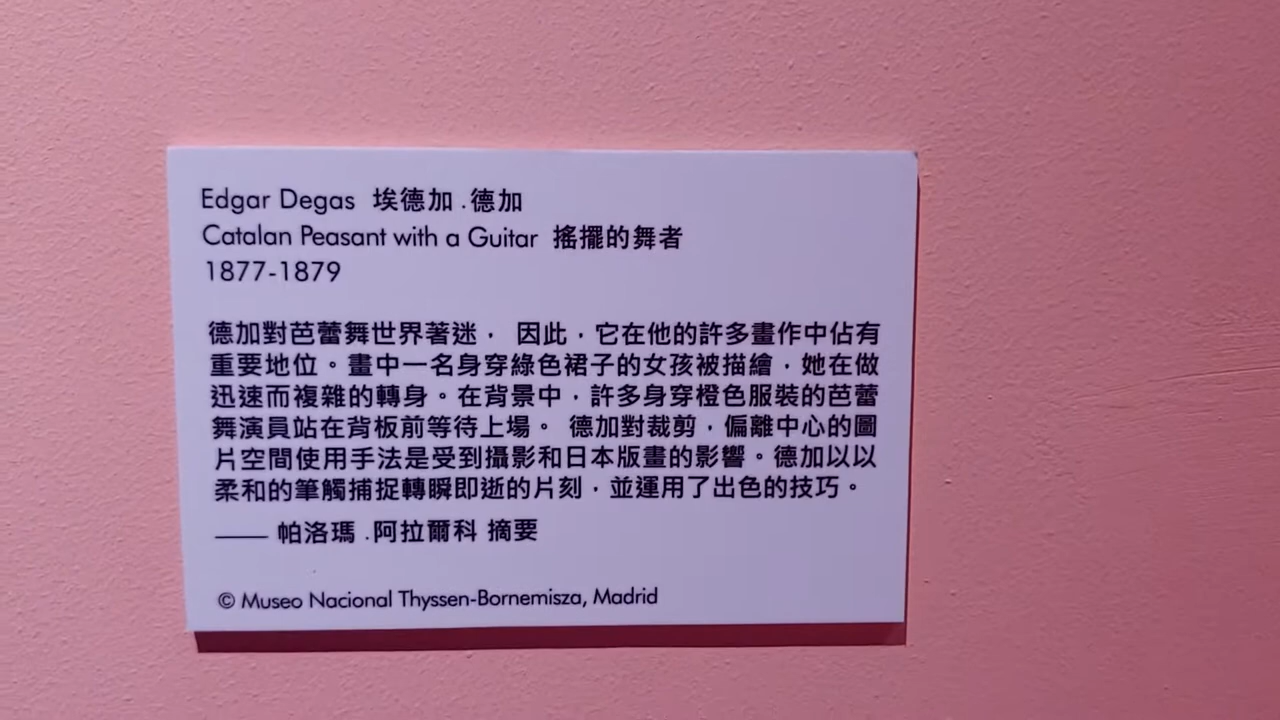 Edgar Degas 埃德加.德加
Catalan Peasant with a Guitar 搖擺的舞者
1877-1879
德加對芭蕾舞世界著迷， 因此，它在他的許多畫作中佔有
重要地位。畫中一名身穿綠色裙子的女孩被描繪，她在做
迅速而複雜的轉身。在背景中，許多身穿橙色服裝的芭蕾
舞演員站在背板前等待上場。 德加對裁剪，偏離中心的圖
片空間使用手法是受到攝影和日本版畫的影響。德加以以
柔和的筆觸捕捉轉瞬即逝的片刻，並運用了出色的技巧。
—— 帕洛瑪.阿拉爾科 摘要
© Museo Nacional Thyssen-Bornemisza, Madrid